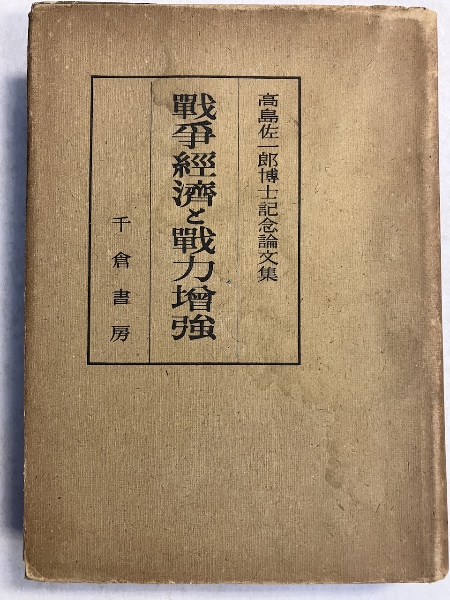 高島佐一郎博士記念論文集
戰爭經濟と戰力增強
千倉書房